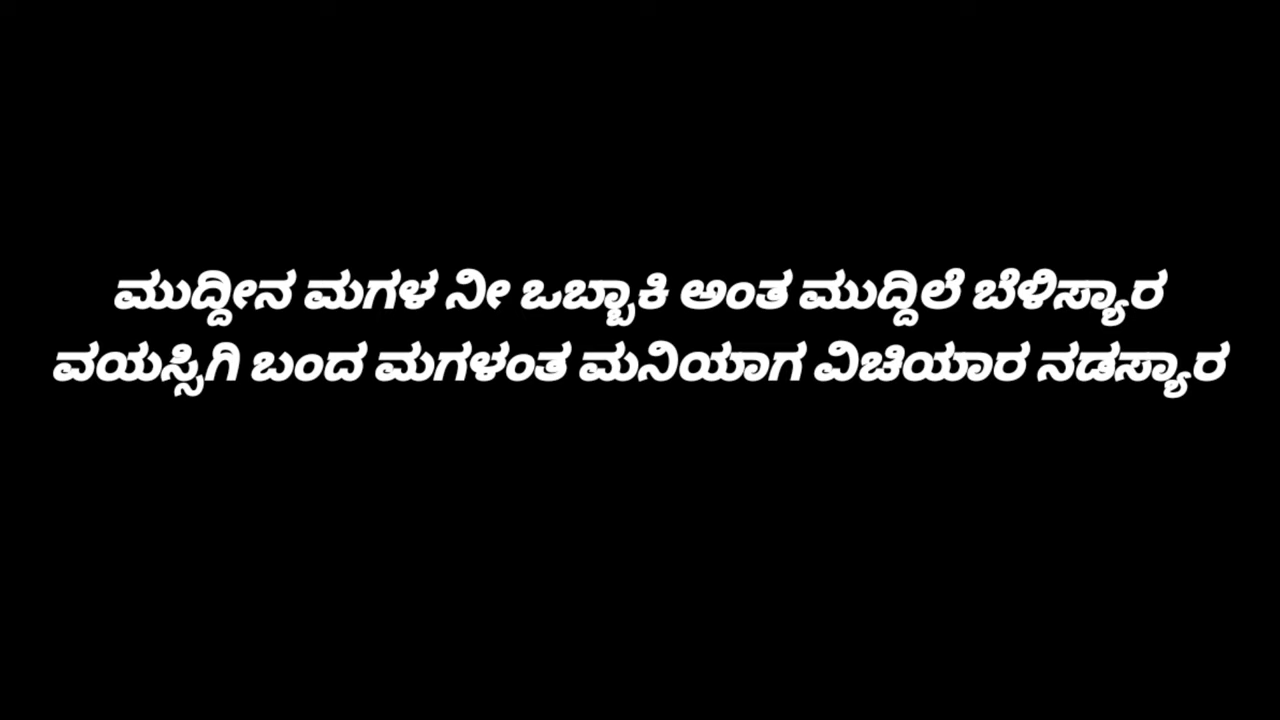 ಮುದ್ದೀನ ಮಗಳ ನೀ ಒಬ್ಬಾಕಿ ಅಂತ ಮುದ್ದಿಲೆ ಬೆಳಿಸ್ಯಾರ
ವಯಸ್ಸಿಗಿ ಬಂದ ಮಗಳಂತ ಮನಿಯಾಗ ವಿಚಿಯಾರ ನಡಸ್ಯಾರ